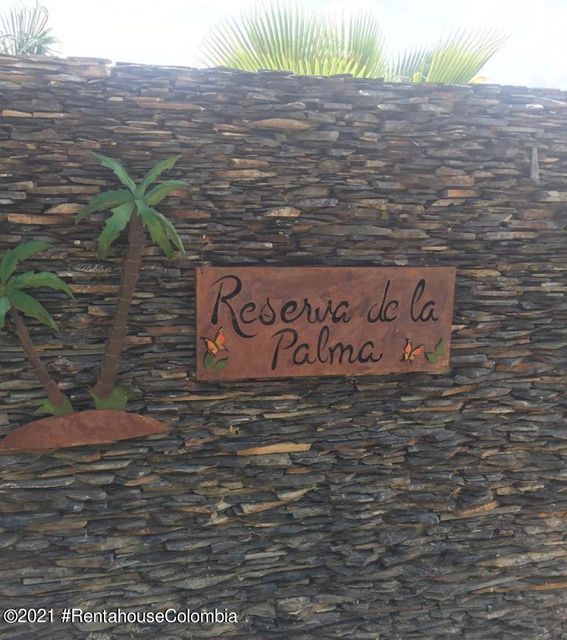 Reserva de la
Palma
©2021 #RentahouseColombia